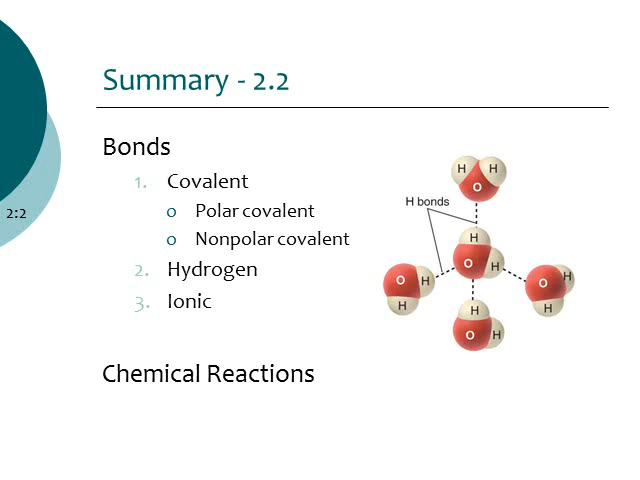 Summary - 2.2
2:2
Bonds
1. Covalent
o Polar covalent
o Nonpolar covalent
2. Hydrogen
3. Ionic
Chemical Reactions
H bonds
H H
O
H
O H
O H
H
O H
H
H
O H